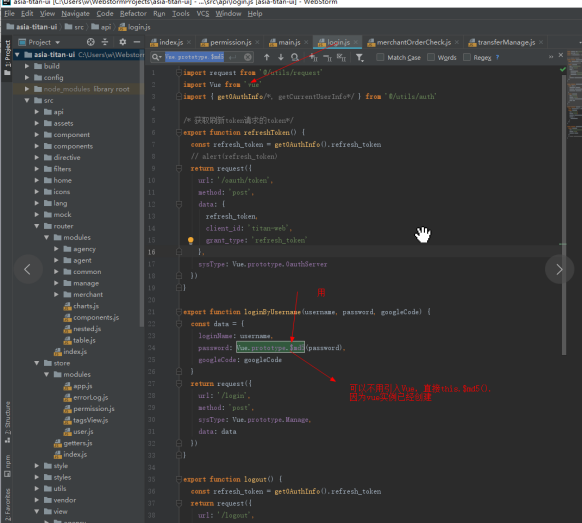 asia-titan-ui [C:\Users\w\WebstormProjects\asia-titan-ui] - ...\src\api\login.js [asia-titan-ui] - WebStorm
File Edit View Navigate Code Refactor Run Tools VCS Window Help
asia-titan-ui src api login.js
Project
index.js permission.js main.js login.js merchantOrderCheck.js transferManage.js
Vue.prototype.$md5 Match Case Words Regex ?
asia-titan-ui C:\Users\w\Webstorm
build
config
node_modules library root
src
api
assets
component
components
directive
filters
home
icons
lang
mock
router
modules
agency
agent
common
manage
merchant
charts.js
components.js
nested.js
table.js
index.js
store
modules
app.js
errorLog.js
permission.js
tagsView.js
user.js
getters.js
index.js
style
styles
utils
vendor
view
1: Project
2: Structure
npm
2: Favorites
import request from '@/utils/request'
import Vue from 'vue'
import { getOAuthInfo/*, getCurrentUserInfo*/ } from '@/utils/auth'
/* 获取刷新token请求的token*/
export function refreshToken() {
const refresh_token = getOAuthInfo().refresh_token
// alert(refresh_token)
return request({
url: '/oauth/token',
method: 'post',
data: {
refresh_token,
client_id: 'titan-web',
grant_type: 'refresh_token'
},
sysType: Vue.prototype.OauthServer
})
}
用
export function loginByUsername(username, password, googleCode) {
const data = {
loginName: username,
password: Vue.prototype.$md5(password),
googleCode: googleCode
}
可以不用引入Vue，直接this.$md5()，
因为vue实例已经创建
return request({
url: '/login',
method: 'post',
sysType: Vue.prototype.Manage,
data: data
})
}
export function logout() {
const refresh_token = getOAuthInfo().refresh_token
return request({
url: '/logout',